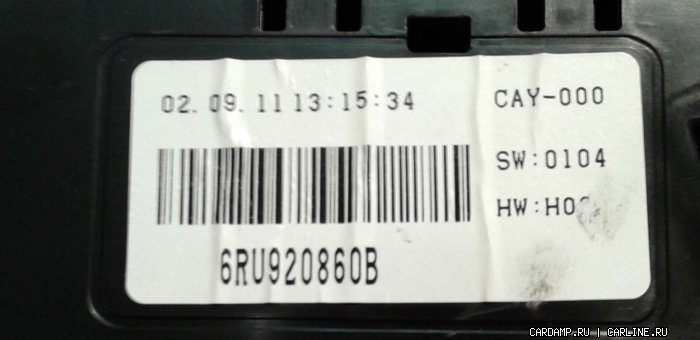 02. 09. 11 13:15:34
CAY-000
SW:0104
HW:
6RU920860B
CARDAMP.RU | CARLINE.RU